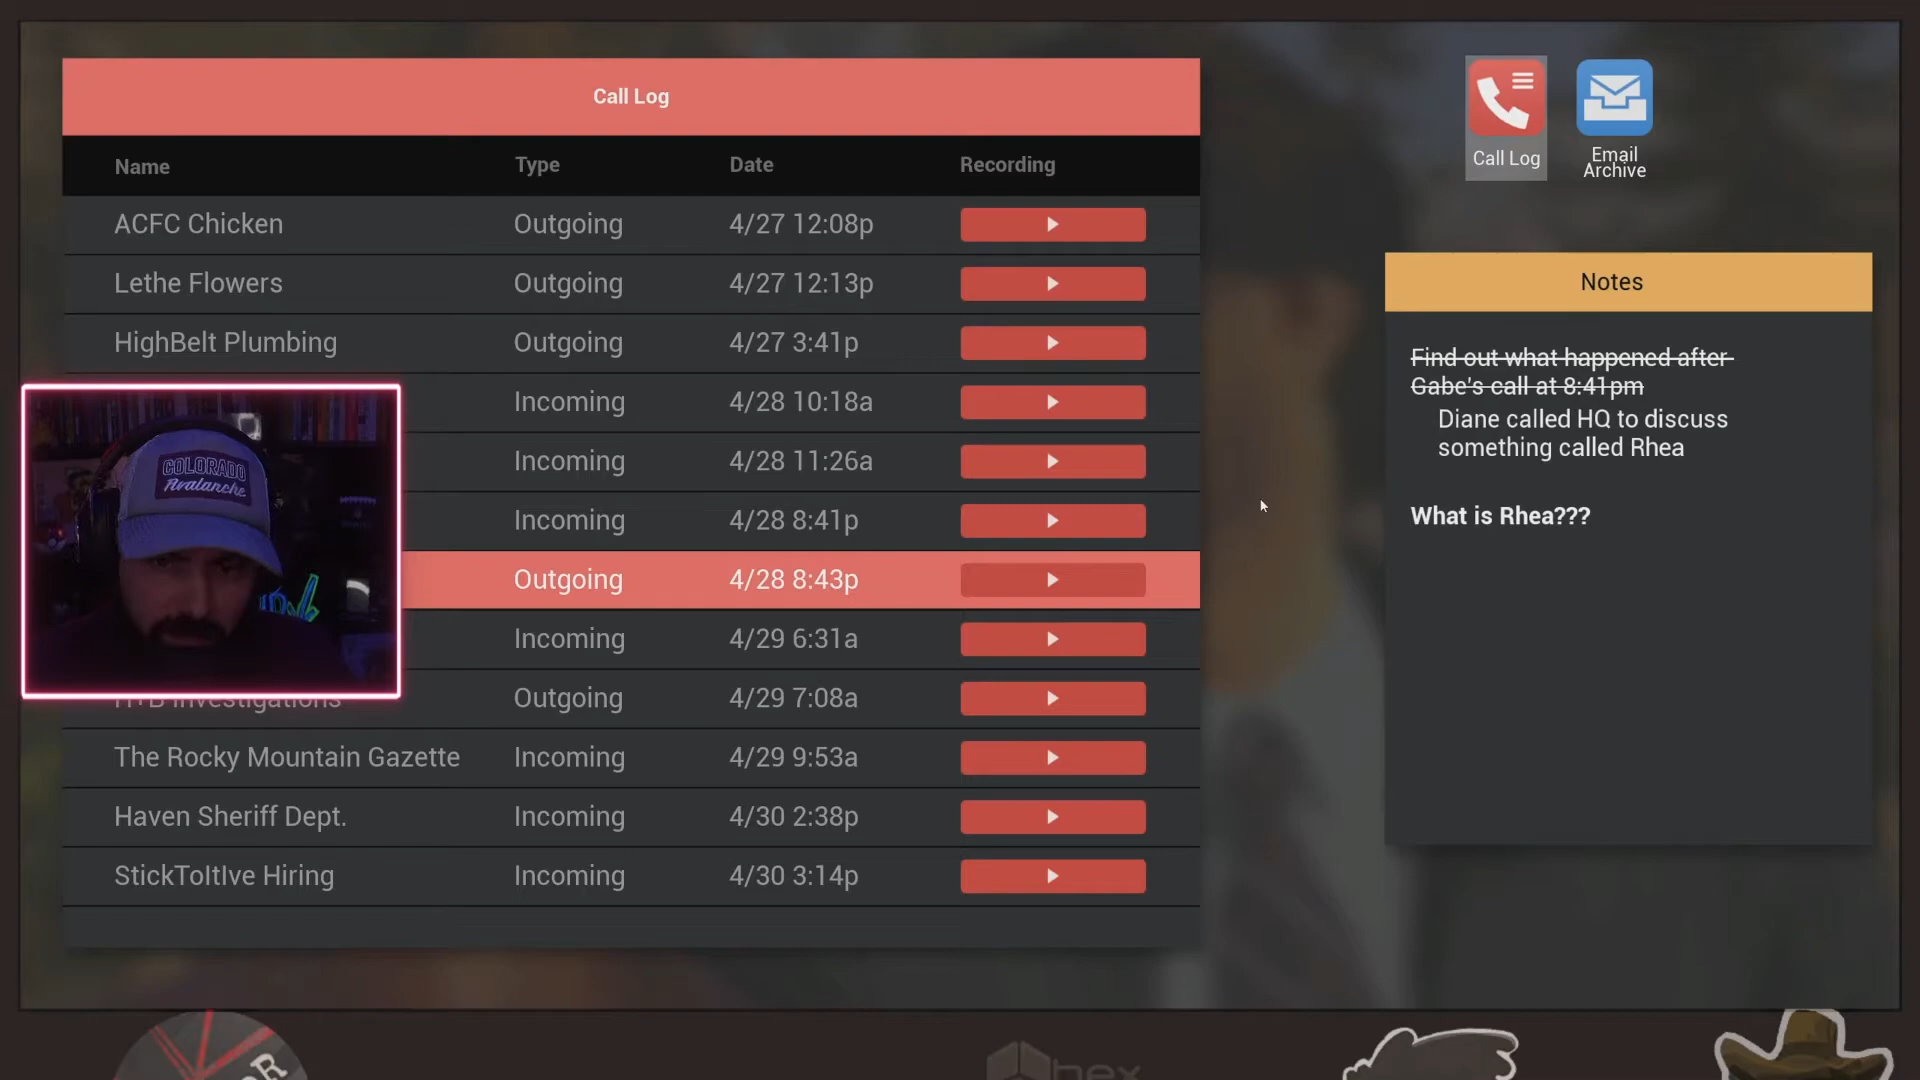 Call Log
Name Type Date Recording
ACFC Chicken Outgoing 4/27 12:08p
Lethe Flowers Outgoing 4/27 12:13p
HighBelt Plumbing Outgoing 4/27 3:41p
Incoming 4/28 10:18a
Incoming 4/28 11:26a
Incoming 4/28 8:41p
Outgoing 4/28 8:43p
Incoming 4/29 6:31a
Investigations Outgoing 4/29 7:08a
The Rocky Mountain Gazette Incoming 4/29 9:53a
Haven Sheriff Dept. Incoming 4/30 2:38p
StickToItIve Hiring Incoming 4/30 3:14p
COLORADO
Avalanche
Call Log
Email
Archive
Notes
Find out what happened after
Gabe's call at 8:41pm
Diane called HQ to discuss
something called Rhea
What is Rhea???
hex